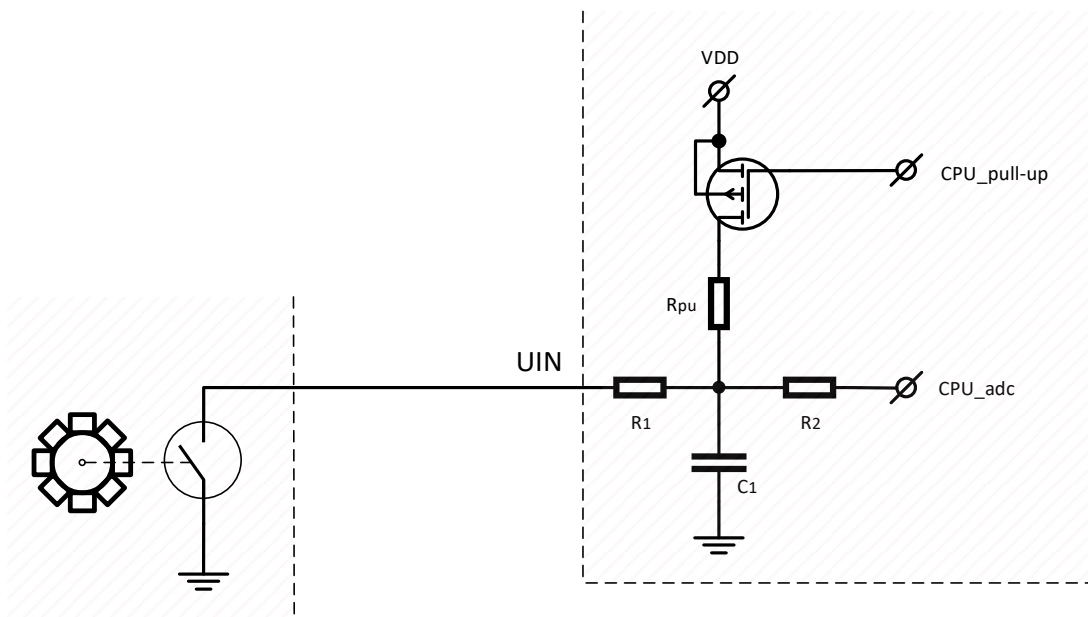 VDD
CPU_pull-up
Rpu
UIN
CPU_adc
R1
R2
C1